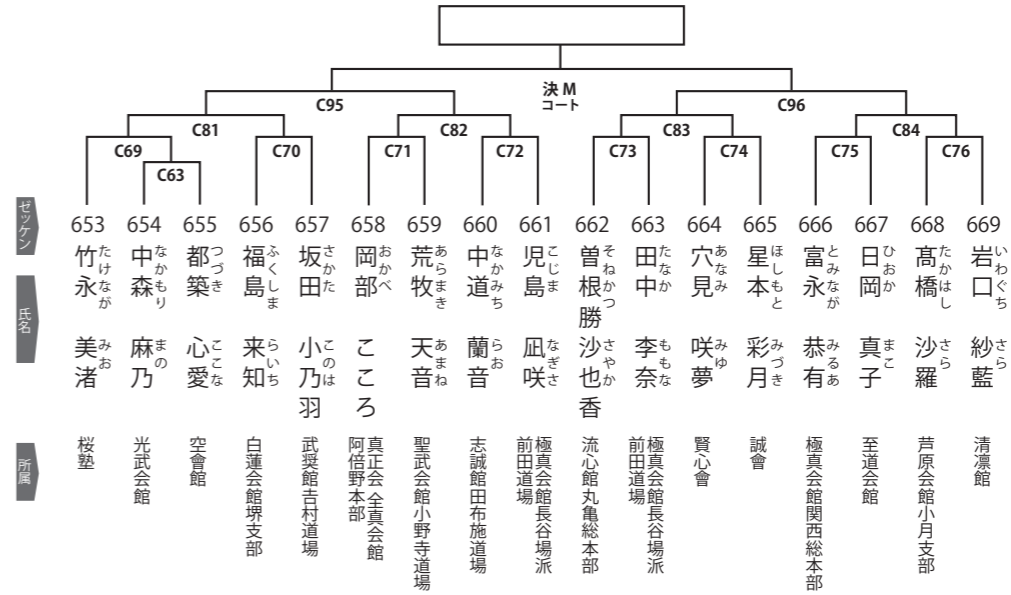 決 M
コート
C95
C96
C81
C82
C83
C84
C69
C70
C71
C72
C73
C74
C75
C76
C63
ゼッケン
653
654
655
656
657
658
659
660
661
662
663
664
665
666
667
668
669
氏名
竹永 美渚
たけなが みお
中森 麻乃
なかもり まの
都築 心愛
つづき ここな
福島 来知
ふくしま らいち
坂田 小乃羽
さかた このは
岡部 こころ
おかべ
荒牧 天音
あらまき あまね
中道 蘭音
なかみち らお
児島 凪咲
こじま なぎさ
曽根勝 沙也香
そねかつ さやか
田中 李奈
たなか ももな
穴見 咲夢
あなみ みゆ
星本 彩月
ほしもと みづき
富永 恭有
とみなが みるあ
日岡 真子
ひおか まこ
髙橋 沙羅
たかはし さら
岩口 紗藍
いわぐち さら
所属
桜塾
光武会館
空會館
白蓮会館堺支部
武奨館吉村道場
真正会 全真会館
阿倍野本部
聖武会館小野寺道場
志誠館田布施道場
極真会館長谷場派
前田道場
流心館丸亀総本部
極真会館長谷場派
前田道場
賢心會
誠會
極真会館関西総本部
至道会館
芦原会館小月支部
清凛館